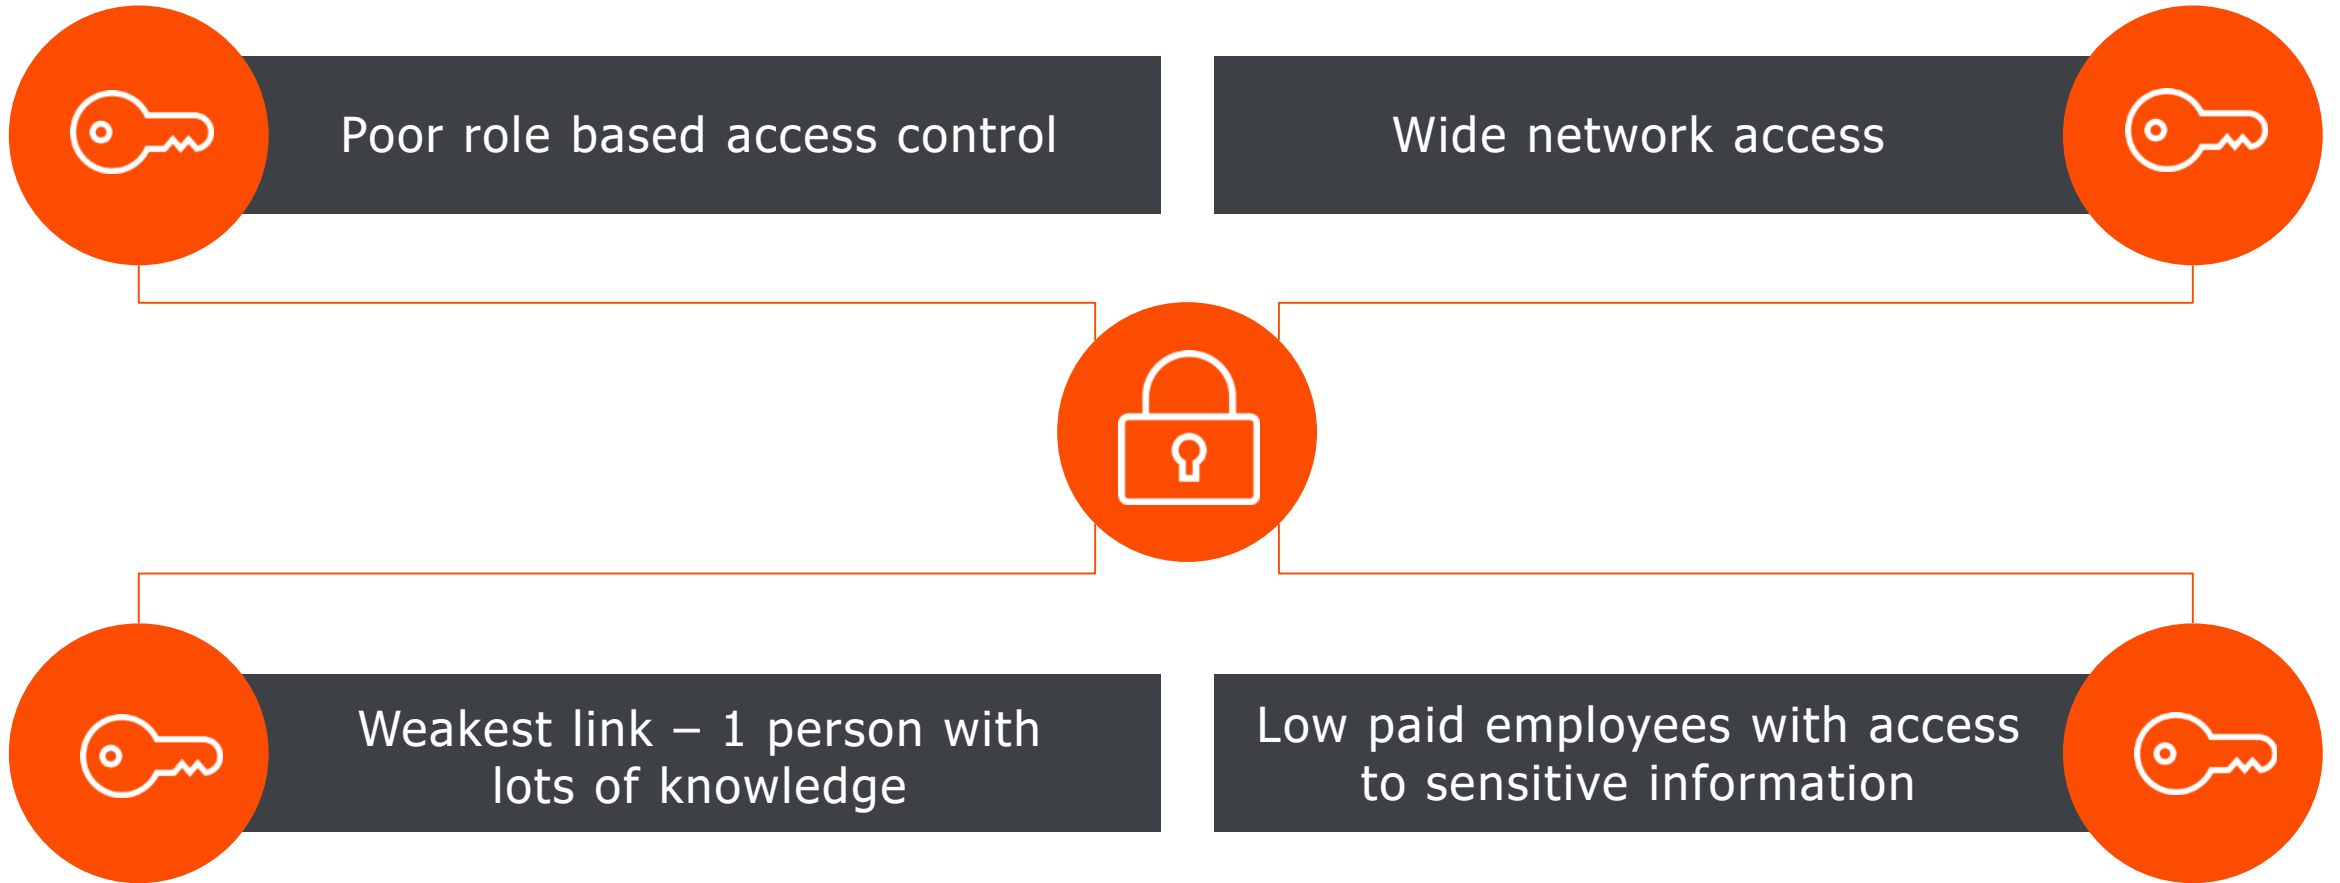 Poor role based access control
Wide network access
Weakest link – 1 person with
lots of knowledge
Low paid employees with access
to sensitive information